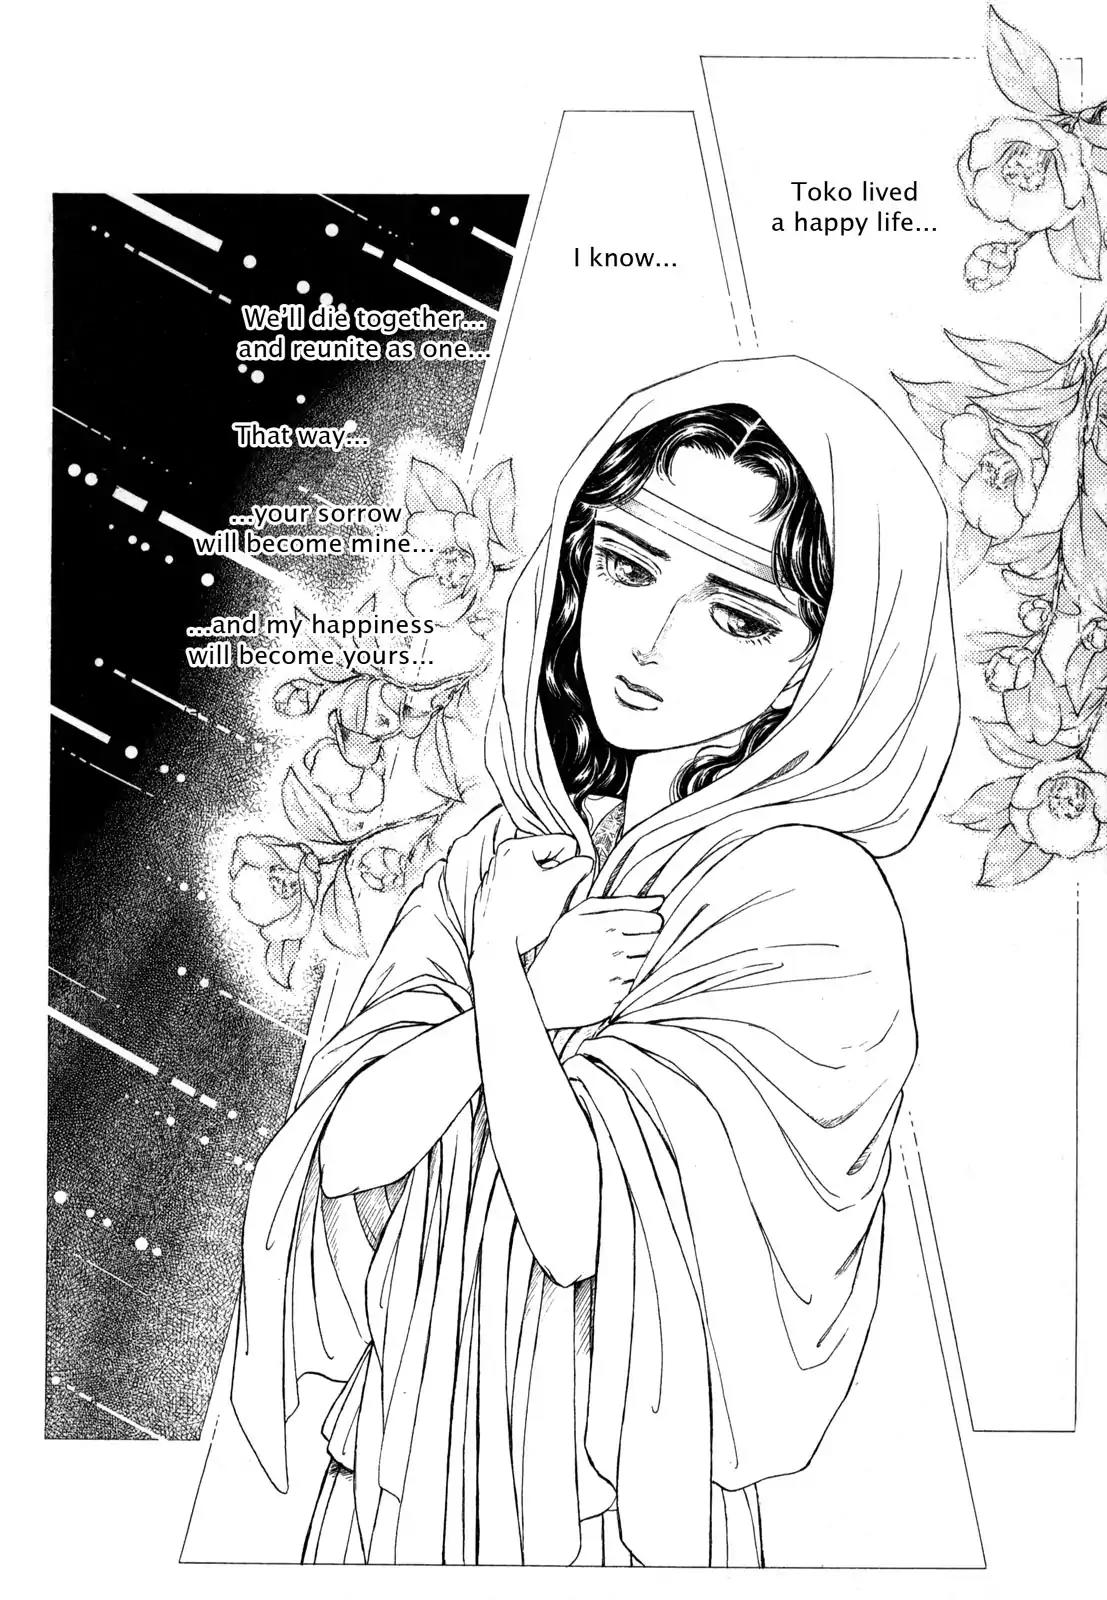 Toko lived
a happy life...
I know...
We'll die together...
and reunite as one...
That way...
...your sorrow
will become mine...
...and my happiness
will become yours...